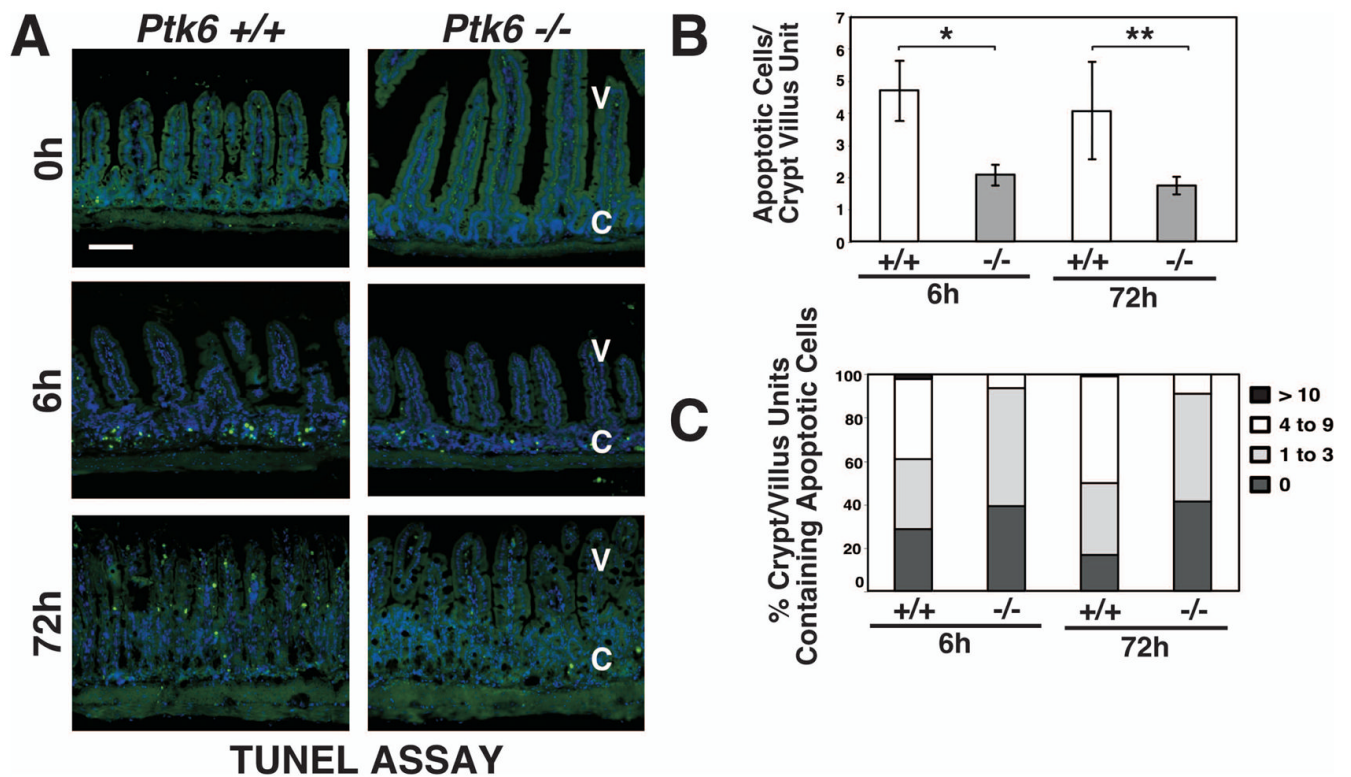 A
Ptk6 +/+
Ptk6 -/-
0h
V
C
6h
V
C
72h
V
C
TUNEL ASSAY
B
Apoptotic Cells/
Crypt Villus Unit
7
6
5
4
3
2
1
0
*
**
+/+
-/-
+/+
-/-
6h
72h
C
% Crypt/Villus Units
Containing Apoptotic Cells
100
80
60
40
20
0
+/+
-/-
+/+
-/-
6h
72h
> 10
4 to 9
1 to 3
0